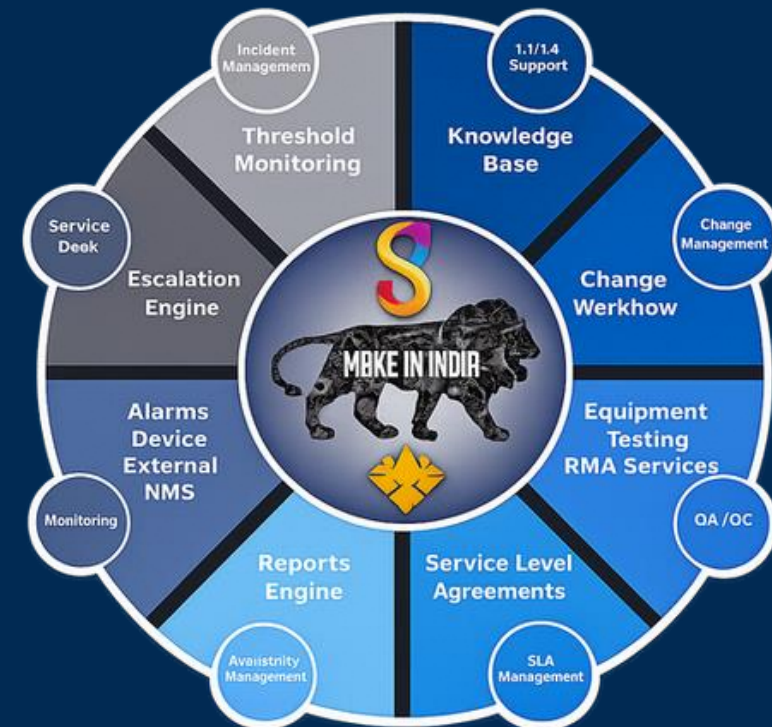 Incident
Managemem
Threshold
Monitoring
1.1/1.4
Support
Knowledge
Base
Change
Management
Change
Werkhow
Equipment
Testing
RMA Services
QA /OC
Service Level
Agreements
SLA
Management
Reports
Engine
Management
Alarms
Device
External
NMS
Monitoring
Escalation
Engine
Service
Deok
MBKE IN INDIA